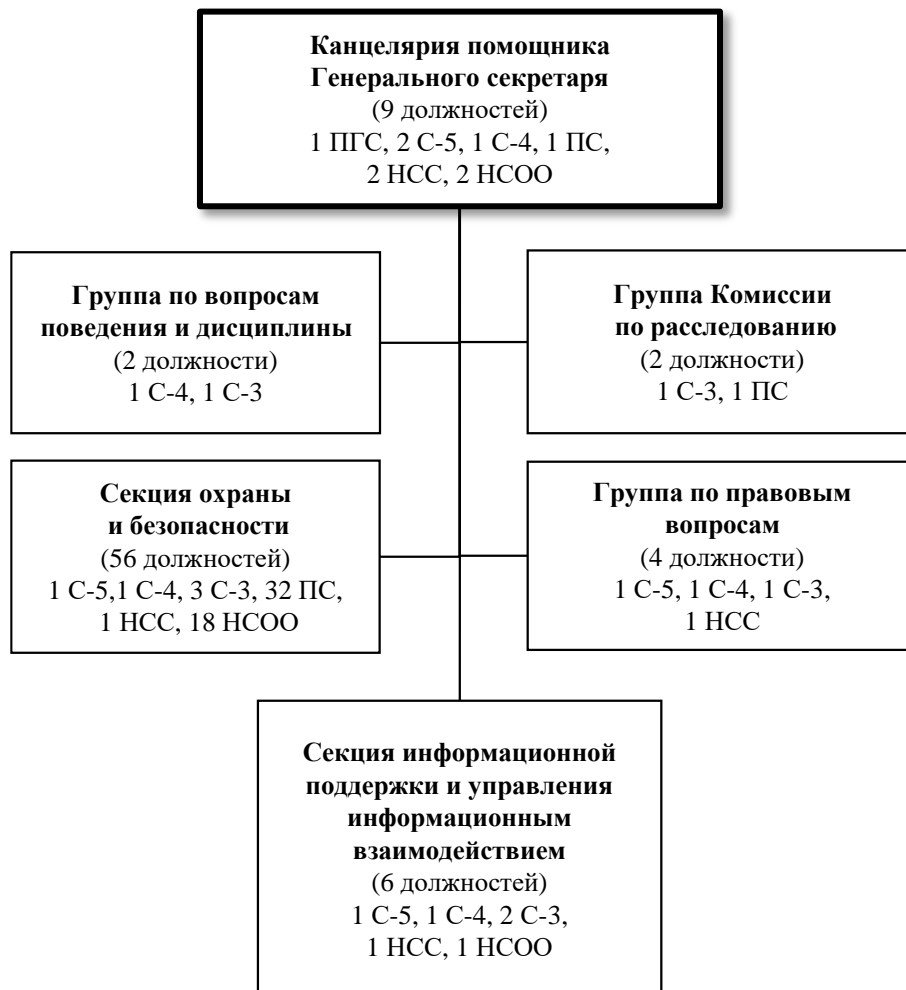 Канцелярия помощника
Генерального секретаря
(9 должностей)
1 ПГС, 2 С-5, 1 С-4, 1 ПС,
2 НСС, 2 НСОО
Группа по вопросам
поведения и дисциплины
(2 должности)
1 С-4, 1 С-3
Группа Комиссии
по расследованию
(2 должности)
1 С-3, 1 ПС
Секция охраны
и безопасности
(56 должностей)
1 С-5,1 С-4, 3 С-3, 32 ПС,
1 НСС, 18 НСОО
Группа по правовым
вопросам
(4 должности)
1 С-5, 1 С-4, 1 С-3,
1 НСС
Секция информационной
поддержки и управления
информационным
взаимодействием
(6 должностей)
1 С-5, 1 С-4, 2 С-3,
1 НСС, 1 НСОО